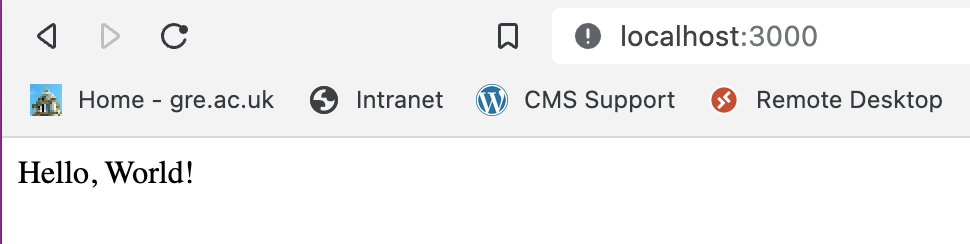 localhost:3000
Home - gre.ac.uk Intranet CMS Support Remote Desktop
Hello, World!